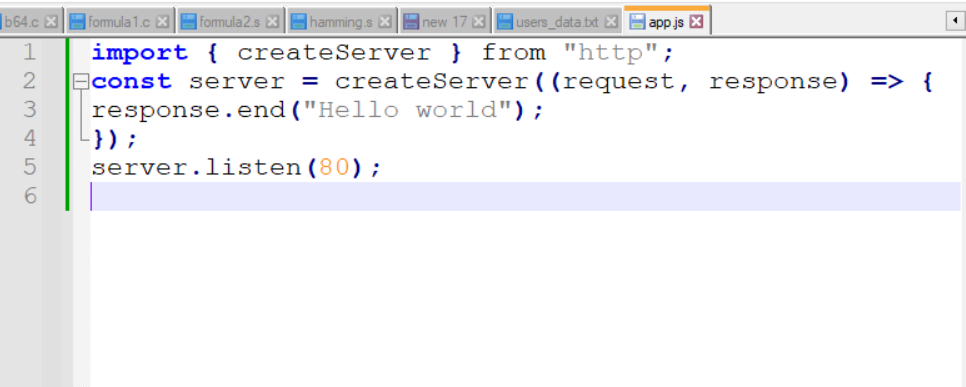 b64.c formula1.c formula2.s hamming.s new 17 users_data.txt app.js
1 import { createServer } from "http";
2 const server = createServer((request, response) => {
3 response.end("Hello world");
4 });
5 server.listen(80);
6